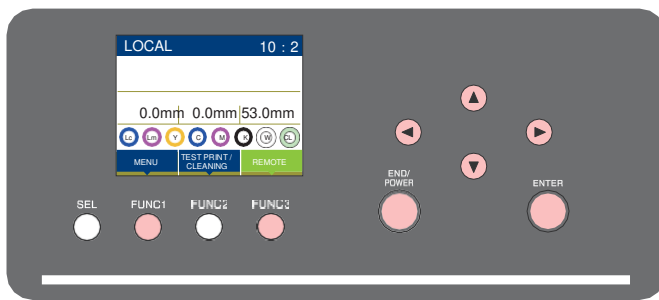 LOCAL 10 : 2
0.0mm 0.0mm 53.0mm
Lc Lm Y C M K W CL
MENU TEST PRINT / CLEANING REMOTE
SEL FUNC1 FUNC2 FUNC3
END/
POWER
ENTER